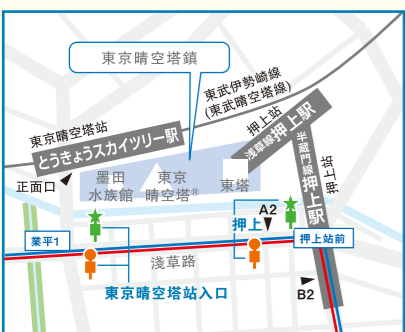 東京晴空塔鎮
東武伊勢崎線
(東武晴空塔線)
東京晴空塔站
とうきょうスカイツリー駅
正面口
押上站
浅草線 押上駅
半蔵門線 押上駅
押上站
墨田
水族館
東京
晴空塔®
東塔
A2
押上
業平1
押上站前
淺草路
東京晴空塔站入口
B2